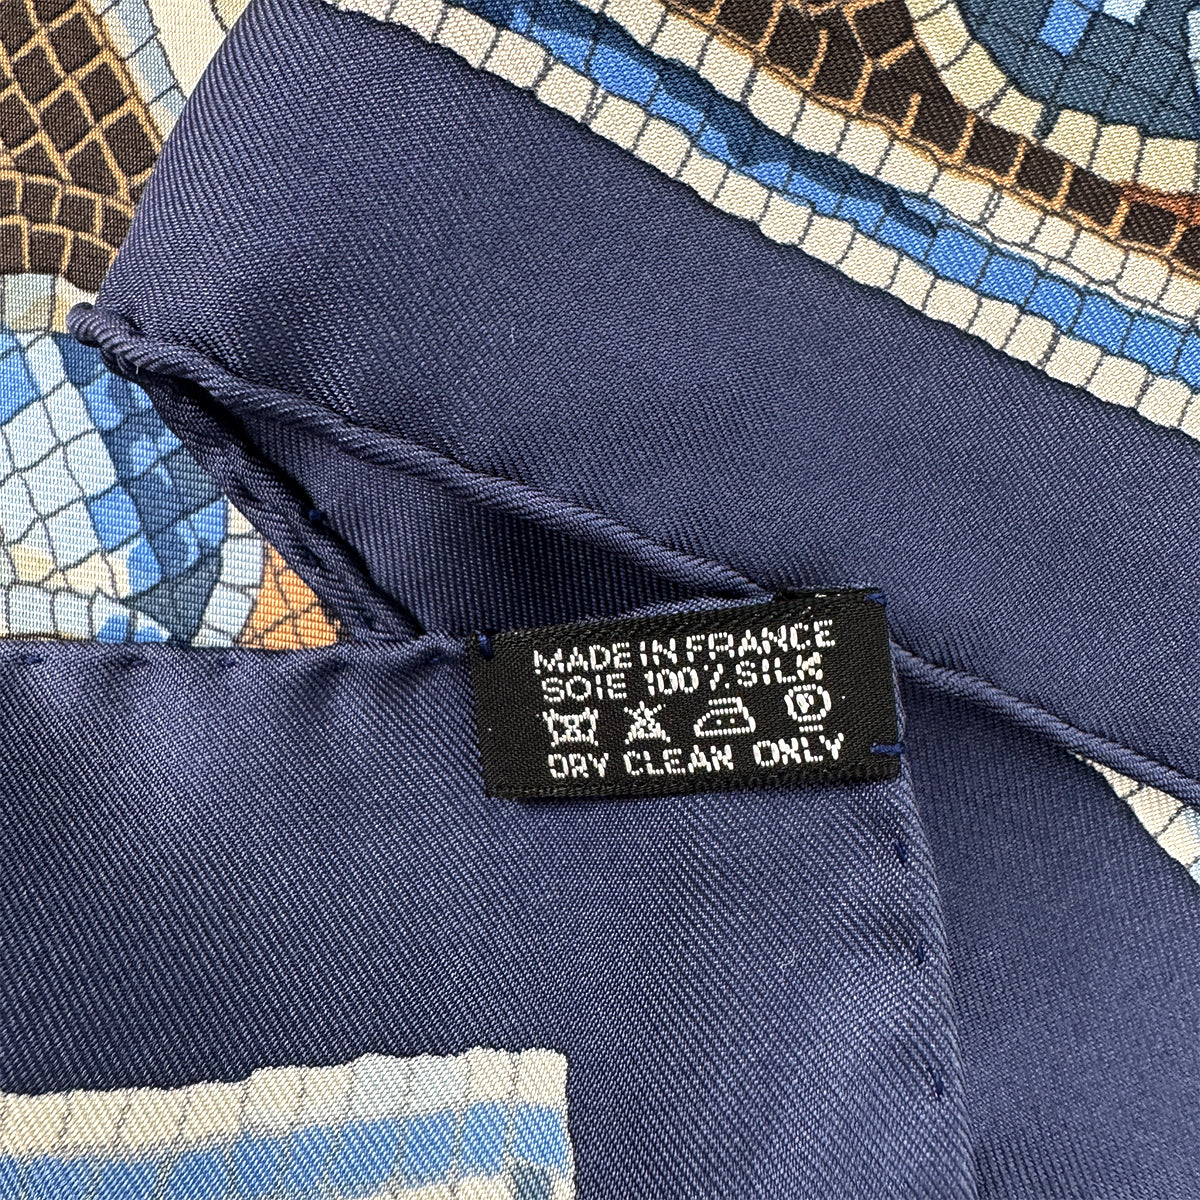 MADE IN FRANCE
SOIE 100% SILK
P
DRY CLEAN ONLY